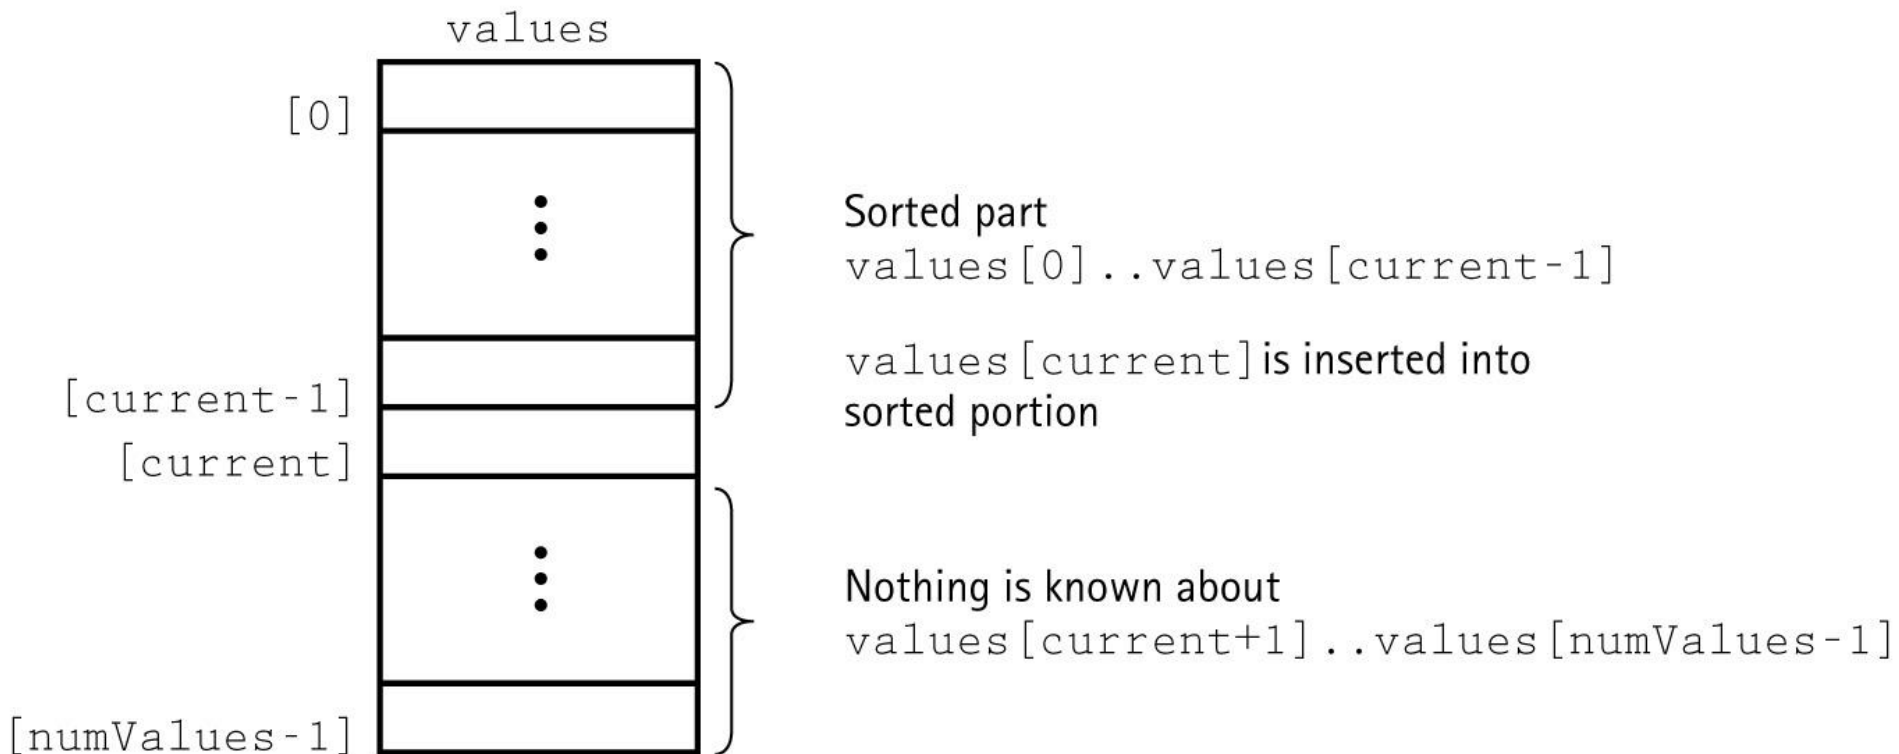 values
[0]
Sorted part
values[0]..values[current-1]
values[current] is inserted into
sorted portion
[current-1]
[current]
Nothing is known about
values[current+1]..values[numValues-1]
[numValues-1]